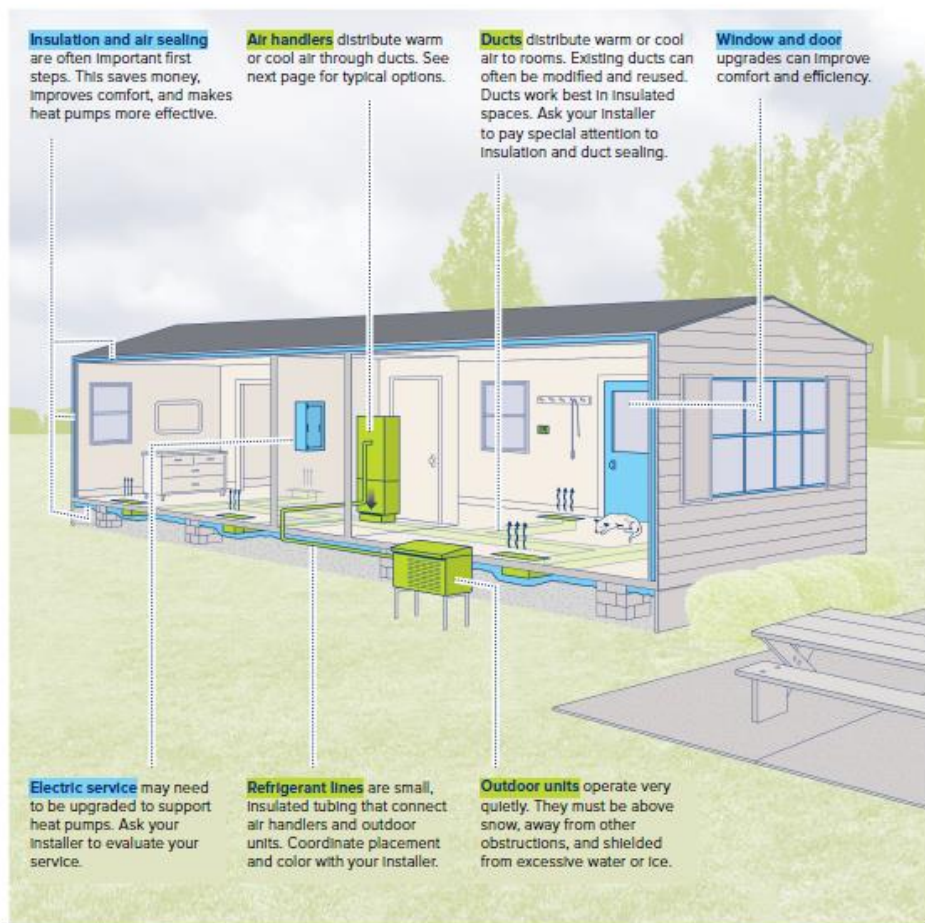 Insulation and air sealing
are often important first
steps. This saves money,
improves comfort, and makes
heat pumps more effective.
Air handlers distribute warm
or cool air through ducts. See
next page for typical options.
Ducts distribute warm or cool
air to rooms. Existing ducts can
often be modified and reused.
Ducts work best in insulated
spaces. Ask your installer
to pay special attention to
insulation and duct sealing.
Window and door
upgrades can improve
comfort and efficiency.
Electric service may need
to be upgraded to support
heat pumps. Ask your
installer to evaluate your
service.
Refrigerant lines are small,
insulated tubing that connect
air handlers and outdoor
units. Coordinate placement
and color with your installer.
Outdoor units operate very
quietly. They must be above
snow, away from other
obstructions, and shielded
from excessive water or ice.